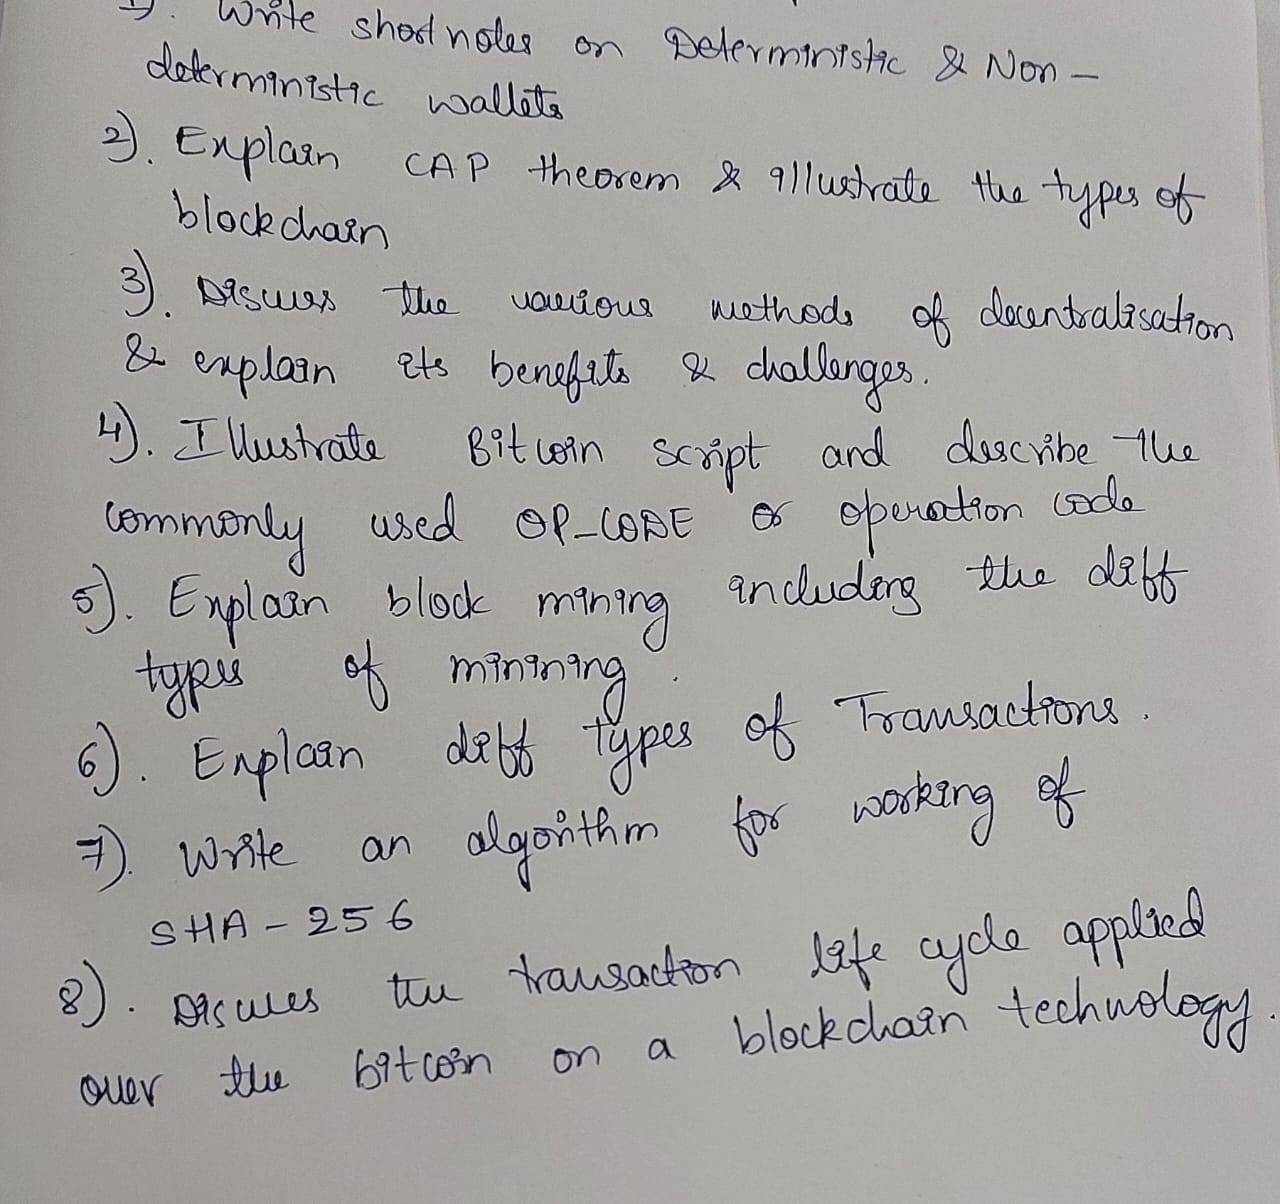 1). Write short notes on Deterministic & Non-
deterministic wallets
2). Explain CAP theorem & illustrate the types of
blockchain
3). Discuss the various methods of decentralisation
& explain its benefits & challenges.
4). Illustrate Bitcoin script and describe the
commonly used OP_CODE or operation code
5). Explain block mining including the diff
types of minining.
6). Explain diff types of Transactions.
7). Write an algorithm for working of
SHA-256
8). Discuss the transaction life cycle applied
over the bitcoin on a blockchain technology.